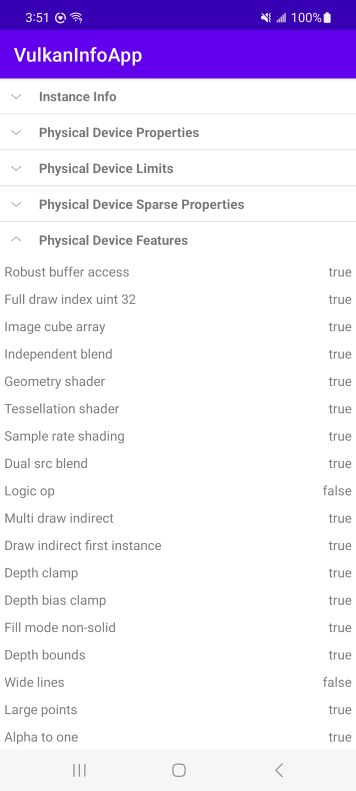 3:51
100%
VulkanInfoApp
Instance Info
Physical Device Properties
Physical Device Limits
Physical Device Sparse Properties
Physical Device Features
Robust buffer access true
Full draw index uint 32 true
Image cube array true
Independent blend true
Geometry shader true
Tessellation shader true
Sample rate shading true
Dual src blend true
Logic op false
Multi draw indirect true
Draw indirect first instance true
Depth clamp true
Depth bias clamp true
Fill mode non-solid true
Depth bounds true
Wide lines false
Large points true
Alpha to one true